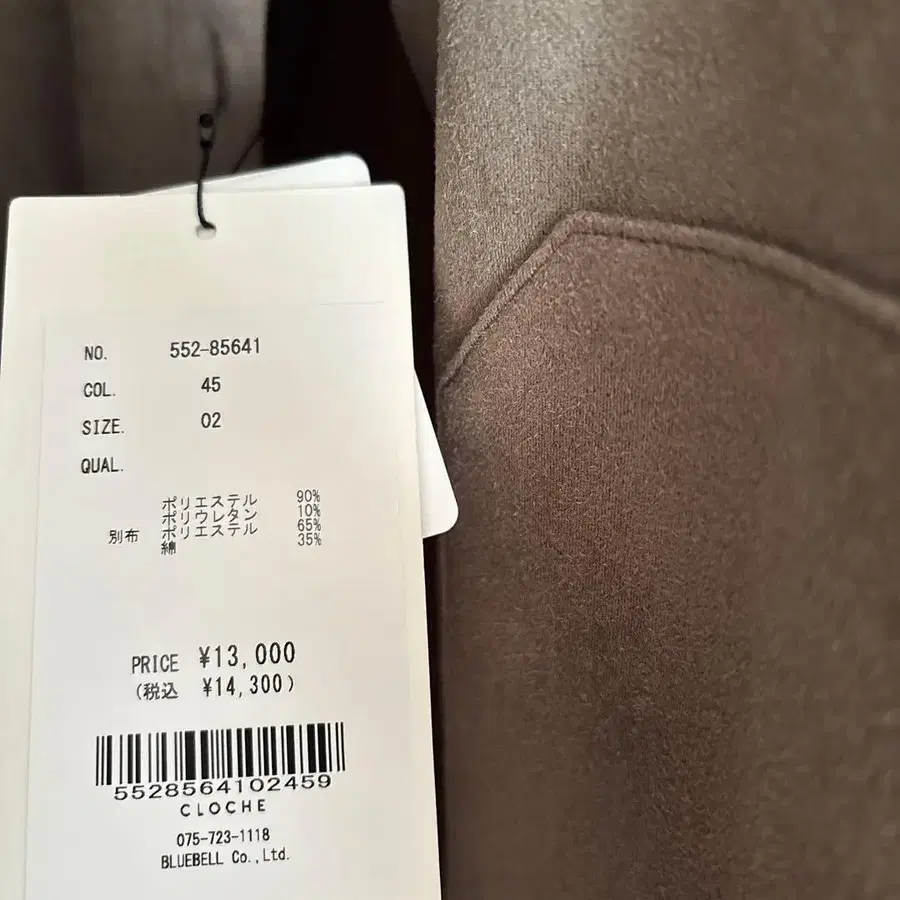 NO. 552-85641
COL. 45
SIZE. 02
QUAL.
ポリエステル 90%
ポリウレタン 10%
別布 ポリエステル 65%
綿 35%
PRICE ¥13,000
(税込 ¥14,300)
5528564102459
CLOCHE
075-723-1118
BLUEBELL Co.,Ltd.